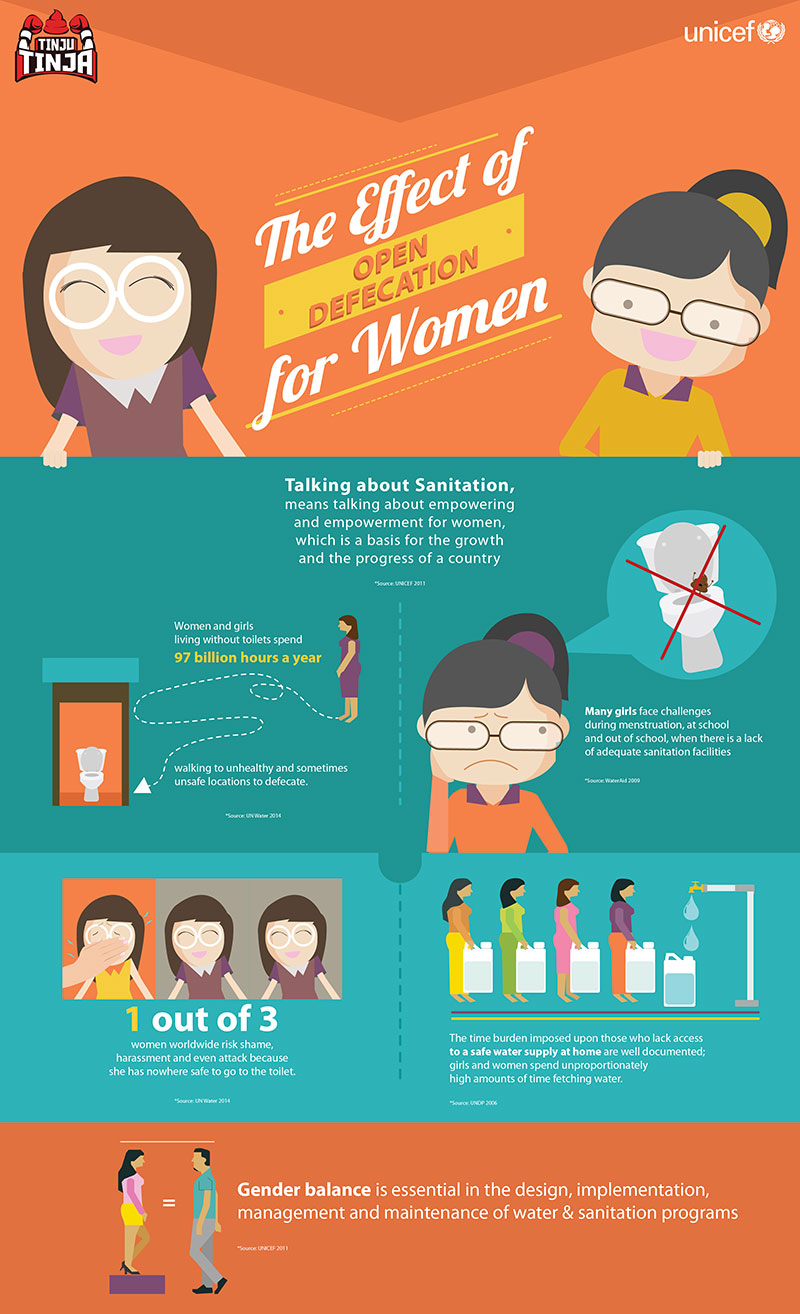 TINJU
TINJA
unicef
The Effect of
OPEN
DEFECATION
for Women
Talking about Sanitation,
means talking about empowering
and empowerment for women,
which is a basis for the growth
and the progress of a country
*Source: UNICEF 2011
Women and girls
living without toilets spend
97 billion hours a year
walking to unhealthy and sometimes
unsafe locations to defecate.
*Source: UN Water 2014
Many girls face challenges
during menstruation, at school
and out of school, when there is a lack
of adequate sanitation facilities
*Source: WaterAid 2009
1 out of 3
women worldwide risk shame,
harassment and even attack because
she has nowhere safe to go to the toilet.
*Source: UN Water 2014
The time burden imposed upon those who lack access
to a safe water supply at home are well documented;
girls and women spend unproportionately
high amounts of time fetching water.
*Source: UNDP 2006
=
Gender balance is essential in the design, implementation,
management and maintenance of water & sanitation programs
*Source: UNICEF 2011